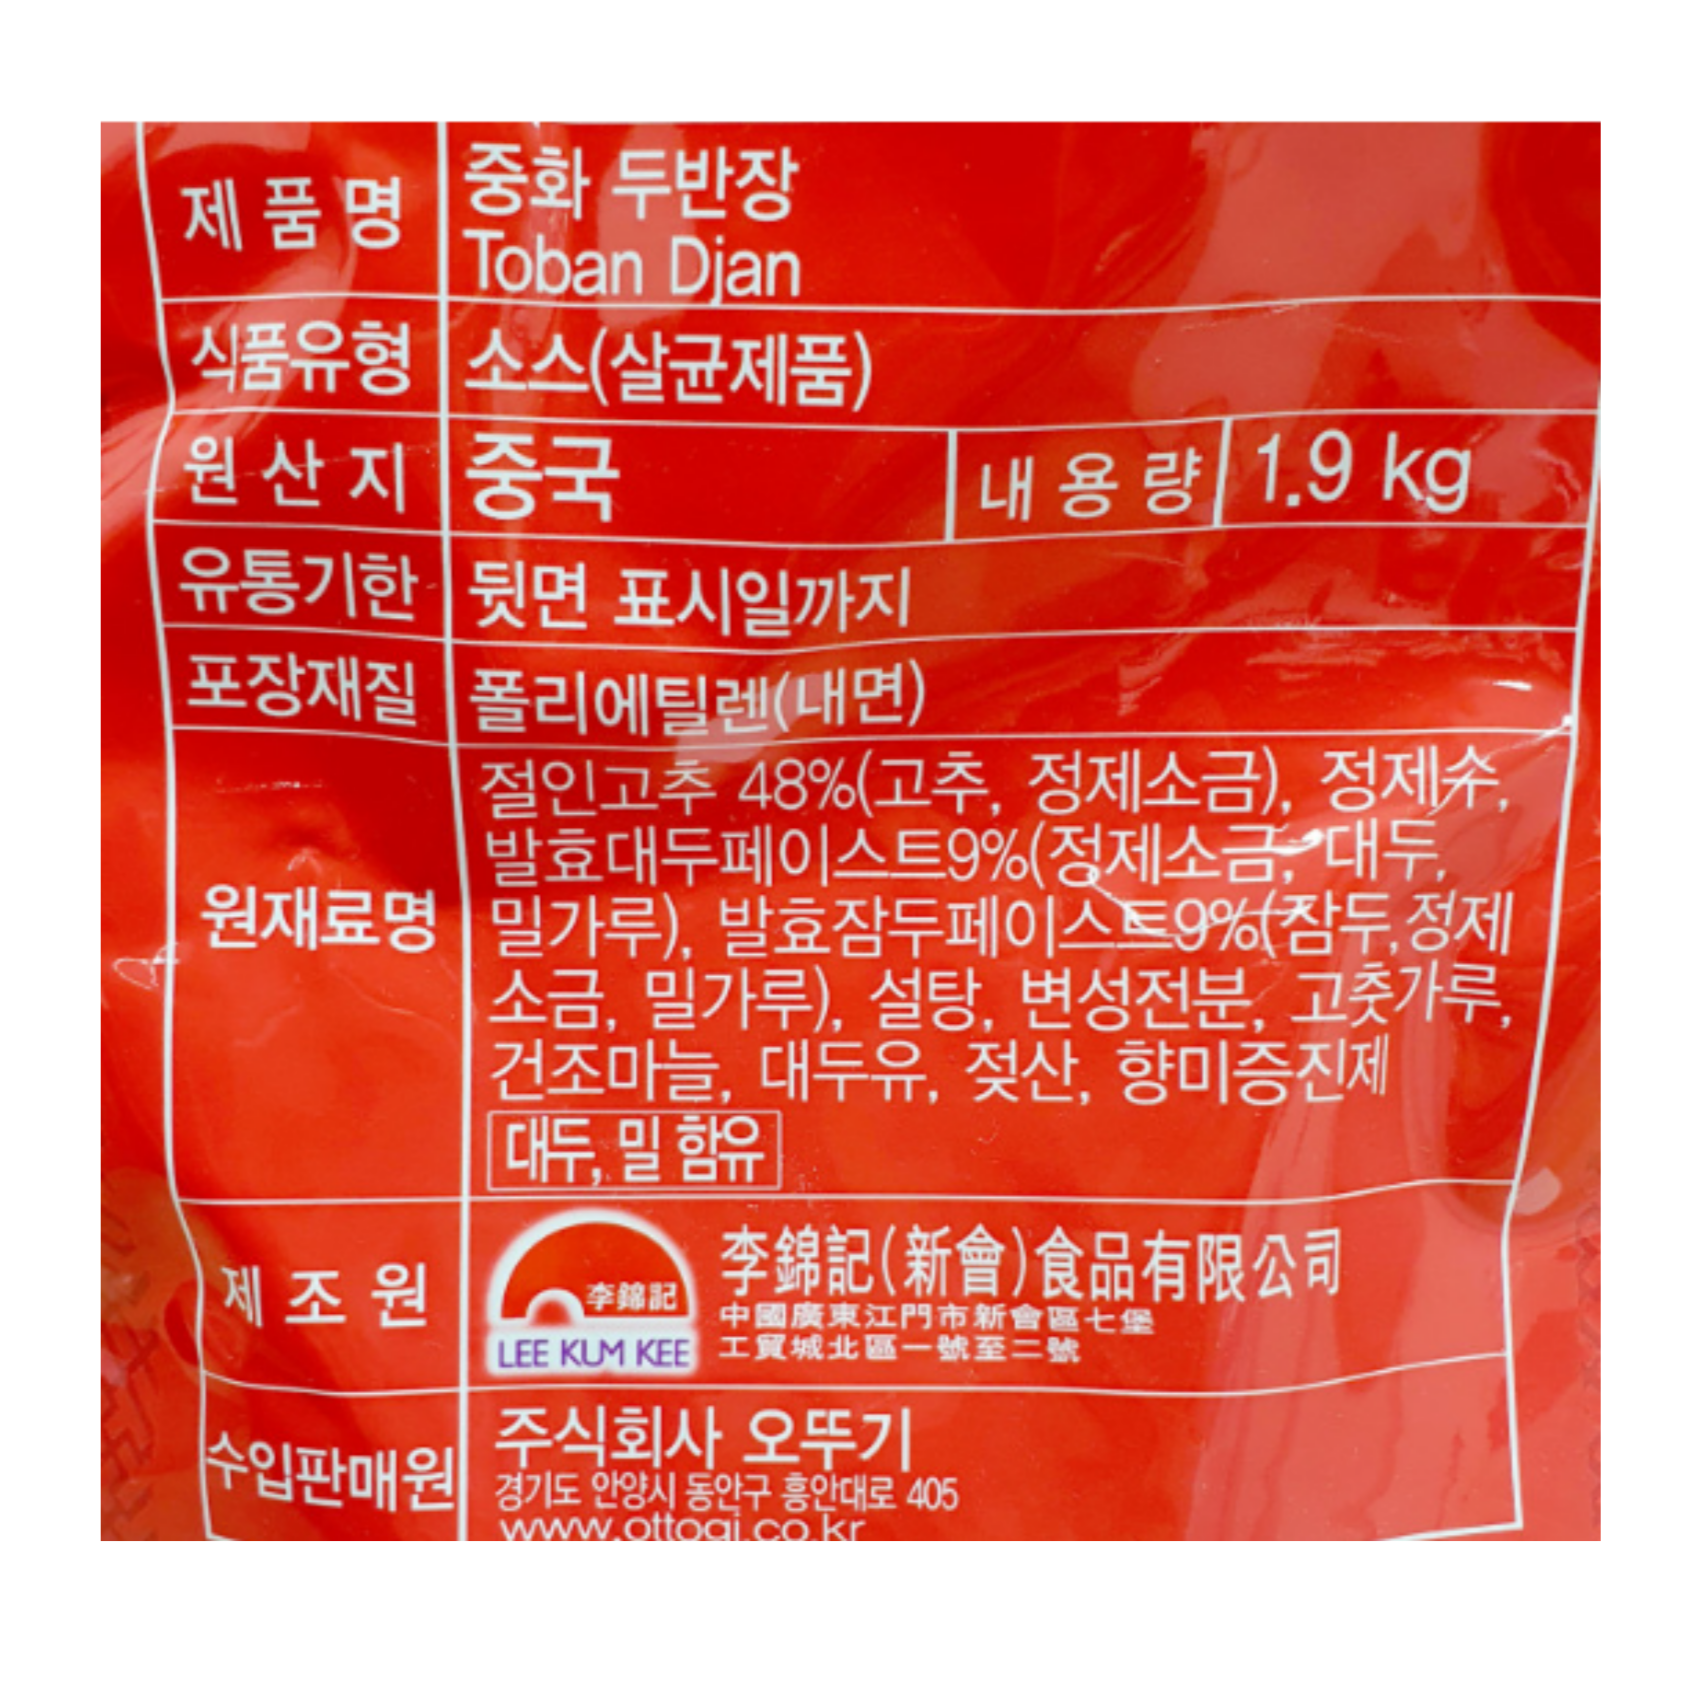 제품명 중화 두반장
Toban Djan
식품유형 소스(살균제품)
원산지 중국 내용량 1.9 kg
유통기한 뒷면 표시일까지
포장재질 폴리에틸렌(내면)
원재료명
절인고추 48%(고추, 정제소금), 정제수,
발효대두페이스트9%(정제소금, 대두,
밀가루), 발효잠두페이스트9%(잠두,정제
소금, 밀가루), 설탕, 변성전분, 고춧가루,
건조마늘, 대두유, 젖산, 향미증진제
대두, 밀 함유
제조원
李錦記
LEE KUM KEE
李錦記(新會)食品有限公司
中國廣東江門市新會區七堡
工貿城北區一號至二號
수입판매원 주식회사 오뚜기
경기도 안양시 동안구 흥안대로 405
www.ottogi.co.kr